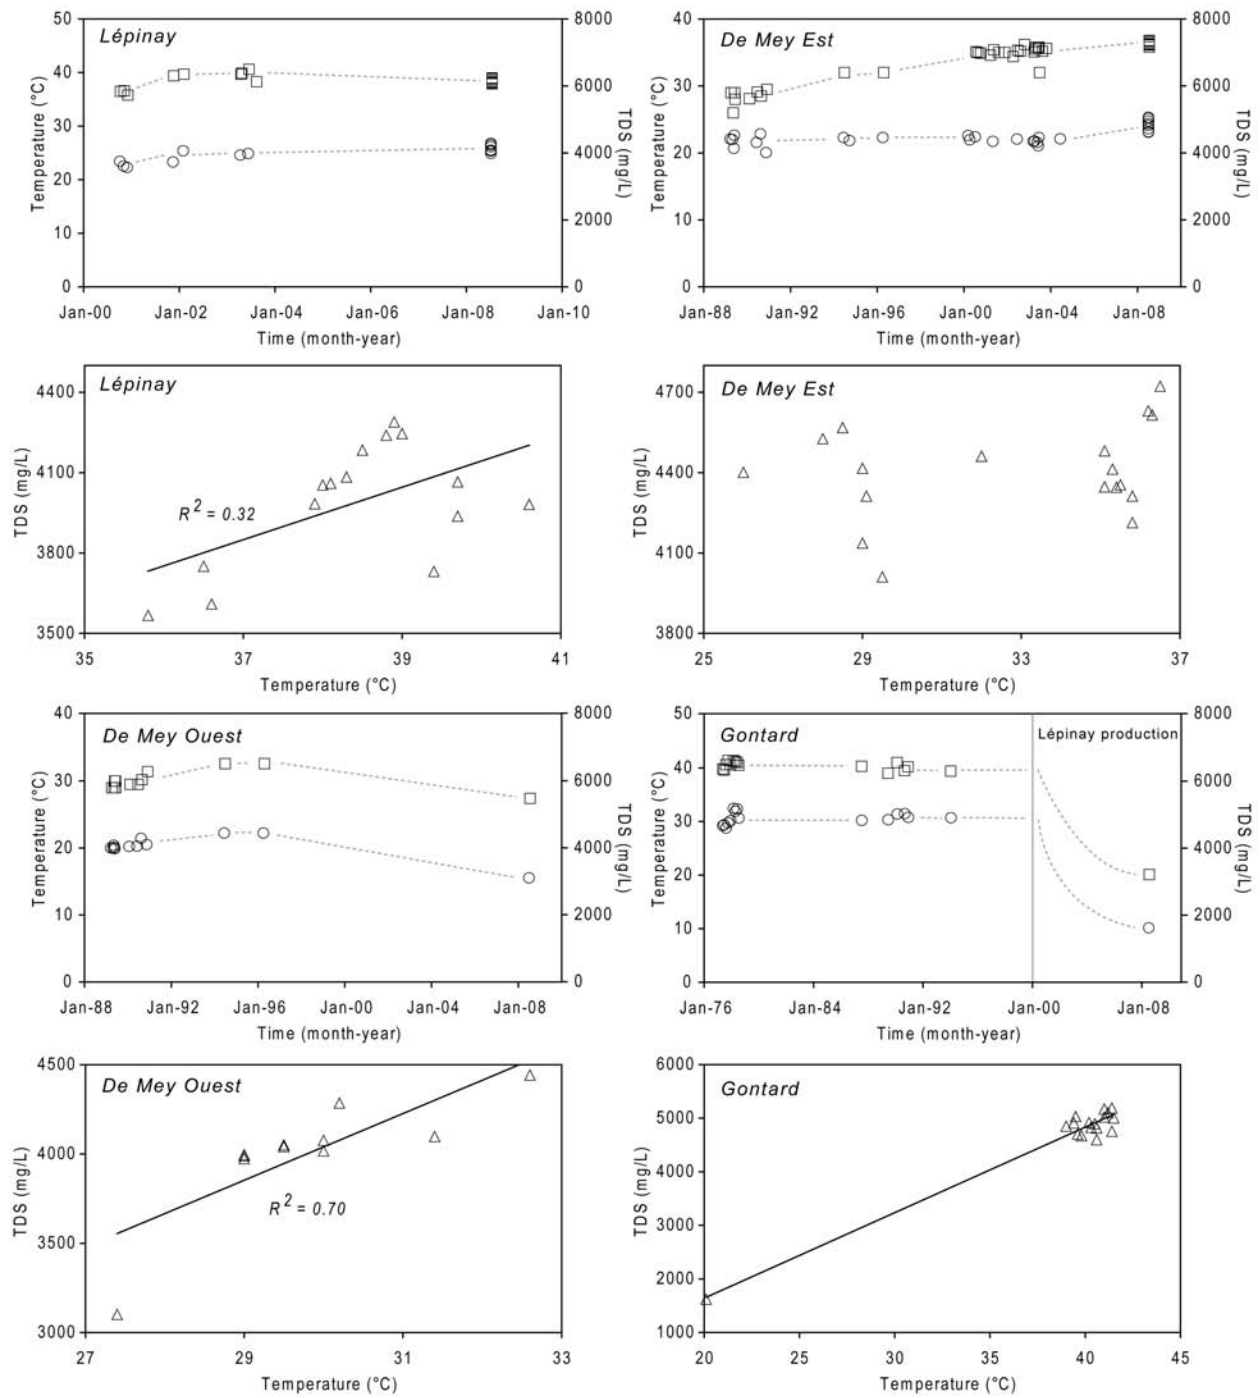 Lépinay
50
40
30
20
10
0
Temperature (°C)
8000
6000
4000
2000
0
TDS (mg/L)
Jan-00 Jan-02 Jan-04 Jan-06 Jan-08 Jan-10
Time (month-year)
De Mey Est
40
30
20
10
0
Temperature (°C)
8000
6000
4000
2000
0
TDS (mg/L)
Jan-88 Jan-92 Jan-96 Jan-00 Jan-04 Jan-08
Time (month-year)
Lépinay
4400
4100
3800
3500
TDS (mg/L)
R² = 0.32
35 37 39 41
Temperature (°C)
De Mey Est
4700
4400
4100
3800
TDS (mg/L)
25 29 33 37
Temperature (°C)
De Mey Ouest
40
30
20
10
0
Temperature (°C)
8000
6000
4000
2000
0
TDS (mg/L)
Jan-88 Jan-92 Jan-96 Jan-00 Jan-04 Jan-08
Time (month-year)
Gontard
Lépinay production
50
40
30
20
10
0
Temperature (°C)
8000
6000
4000
2000
0
TDS (mg/L)
Jan-76 Jan-84 Jan-92 Jan-00 Jan-08
Time (month-year)
De Mey Ouest
4500
4000
3500
3000
TDS (mg/L)
R² = 0.70
27 29 31 33
Temperature (°C)
Gontard
6000
5000
4000
3000
2000
1000
TDS (mg/L)
20 25 30 35 40 45
Temperature (°C)